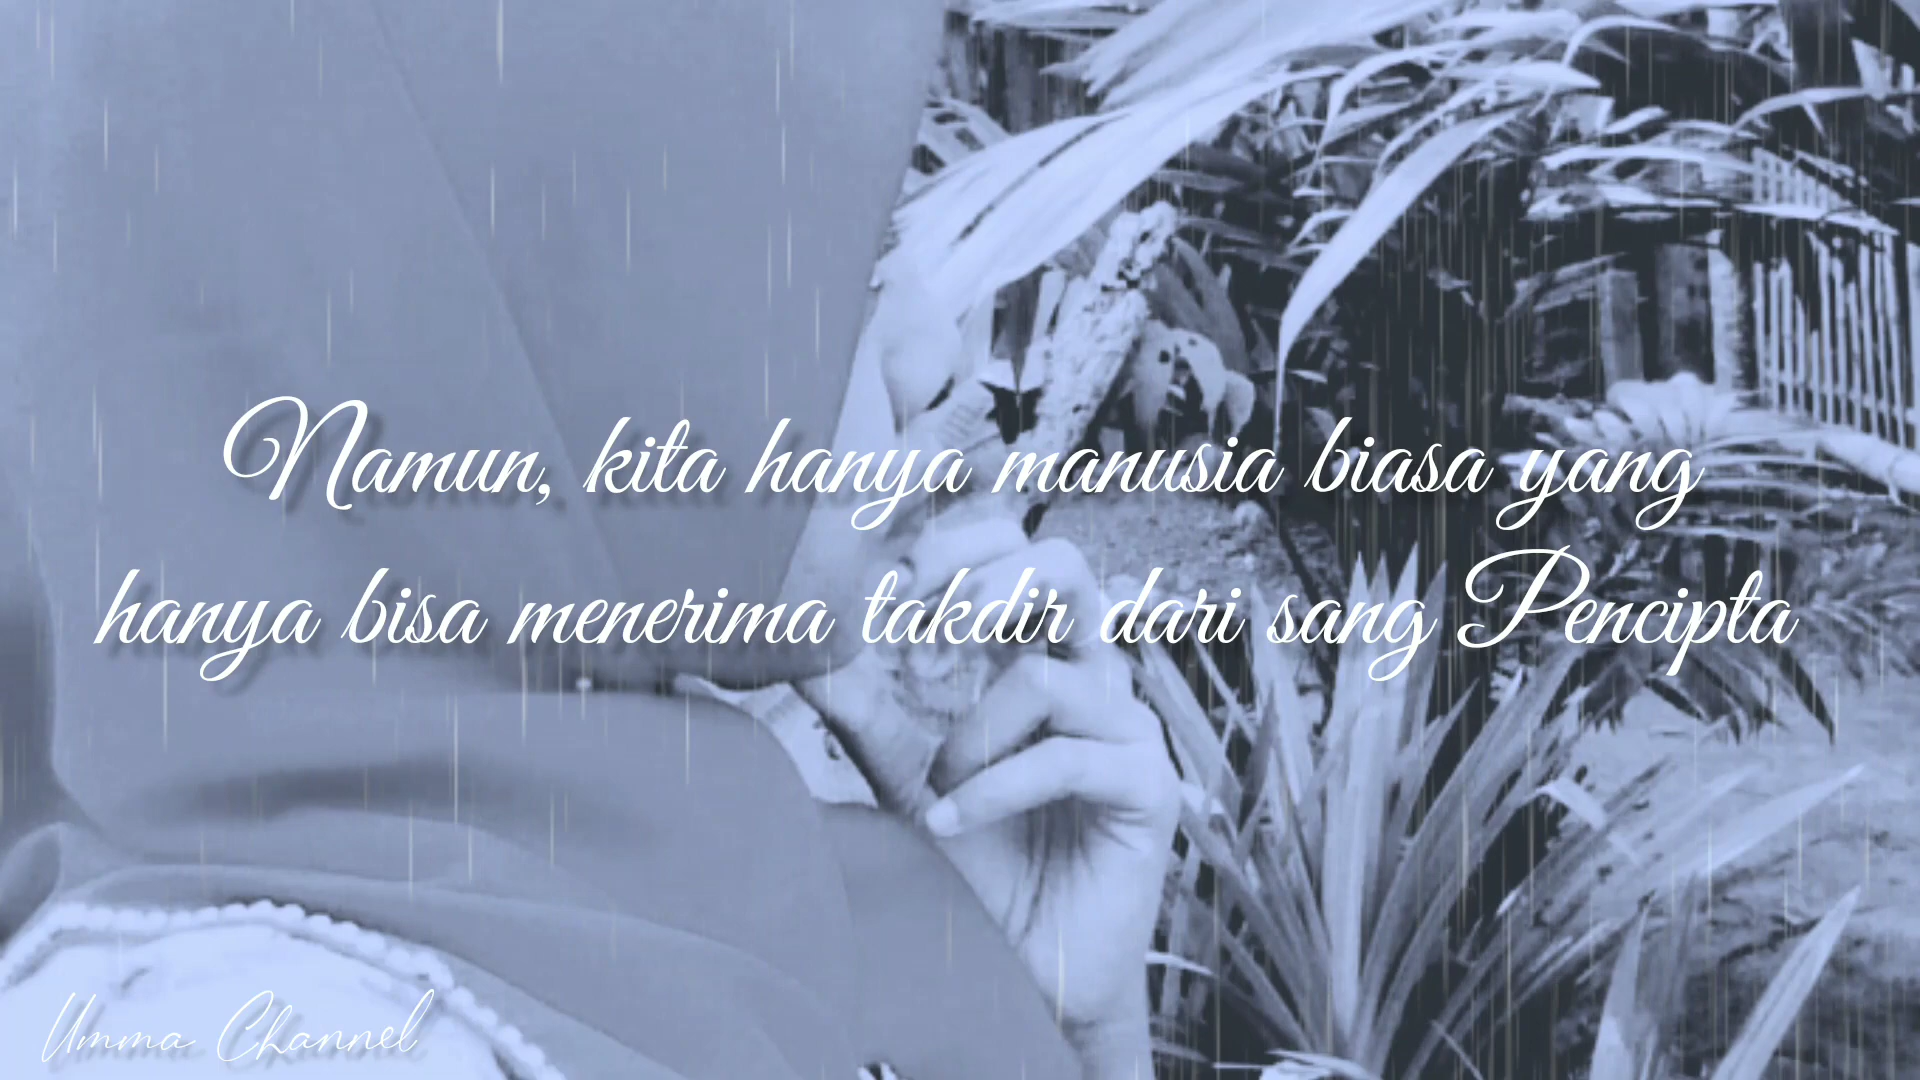 Namun, kita hanya manusia biasa yang
hanya bisa menerima takdir dari sang Pencipta
Umma Channel